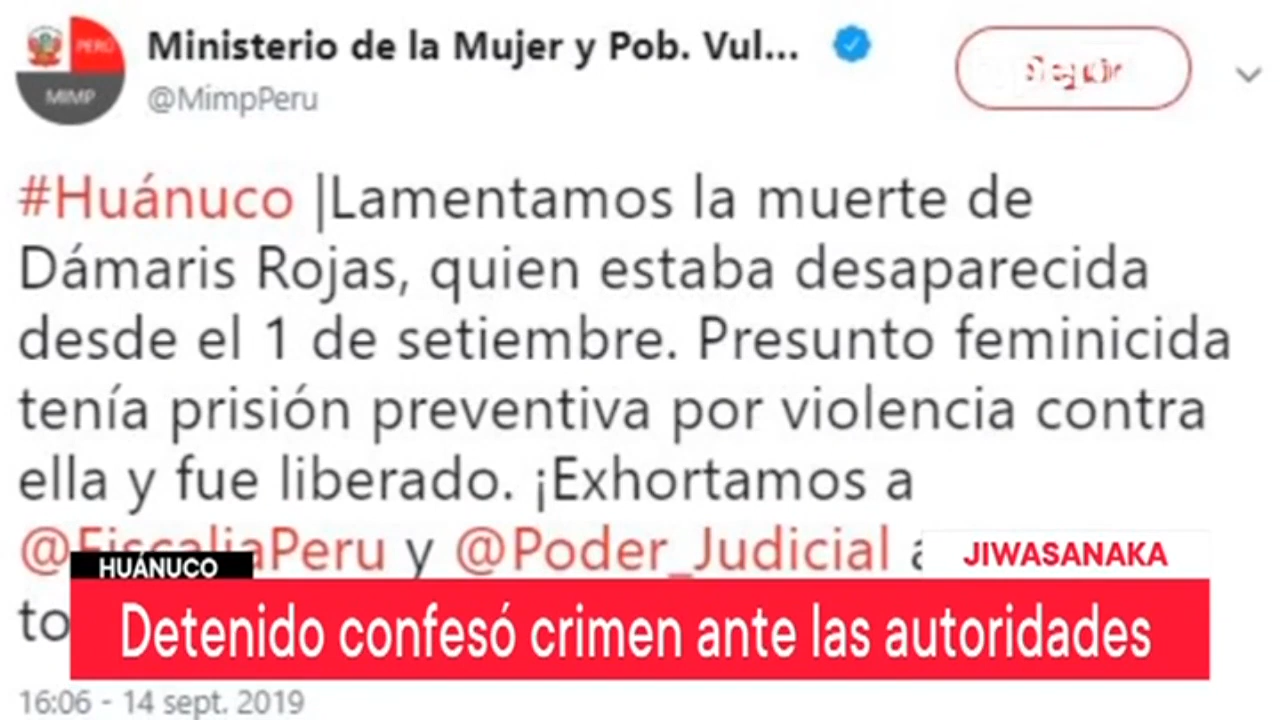 PERÚ
MIMP
Ministerio de la Mujer y Pob. Vul...
@MimpPeru
Seguir
#Huánuco |Lamentamos la muerte de
Dámaris Rojas, quien estaba desaparecida
desde el 1 de setiembre. Presunto feminicida
tenía prisión preventiva por violencia contra
ella y fue liberado. ¡Exhortamos a
@FiscaliaPeru y @Poder_Judicial a
JIWASANAKA
HUÁNUCO
Detenido confesó crimen ante las autoridades
16:06 - 14 sept. 2019